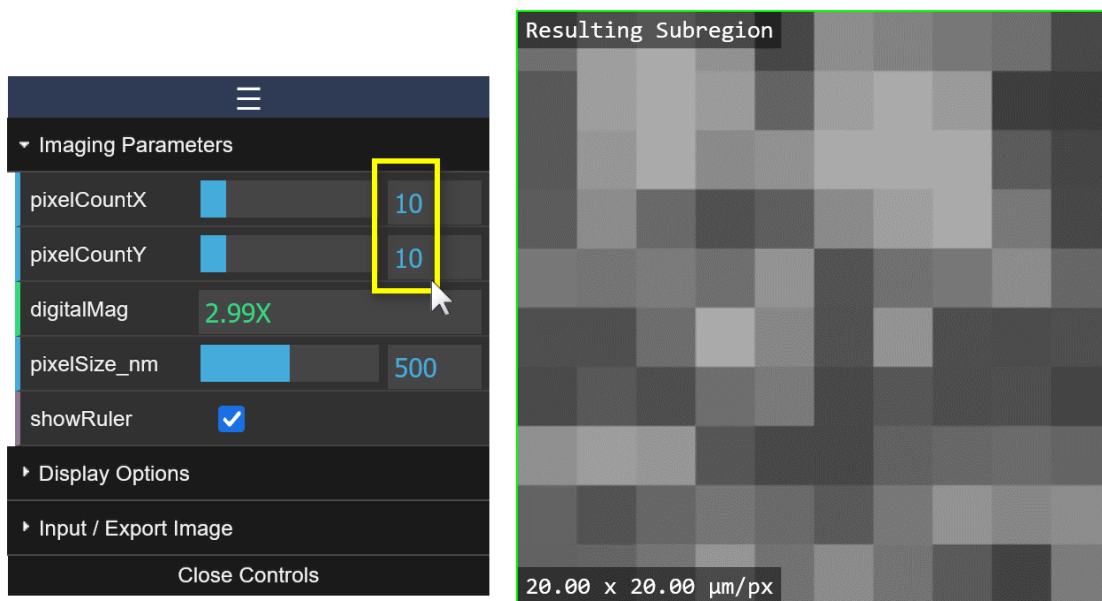 Imaging Parameters
pixelCountX 10
pixelCountY 10
digitalMag 2.99X
pixelSize_nm 500
showRuler
Display Options
Input / Export Image
Close Controls
Resulting Subregion
20.00 x 20.00 µm/px